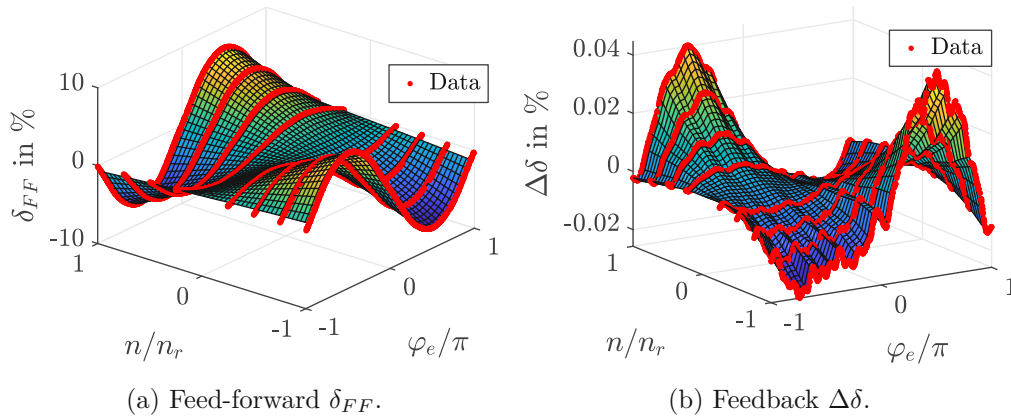 Data
10
0
-10
δ_FF in %
1
0
-1
n/n_r
-1
0
1
φ_e/π
(a) Feed-forward δ_FF.
Data
0.04
0.02
0
-0.02
Δδ in %
1
0
-1
n/n_r
-1
0
1
φ_e/π
(b) Feedback Δδ.